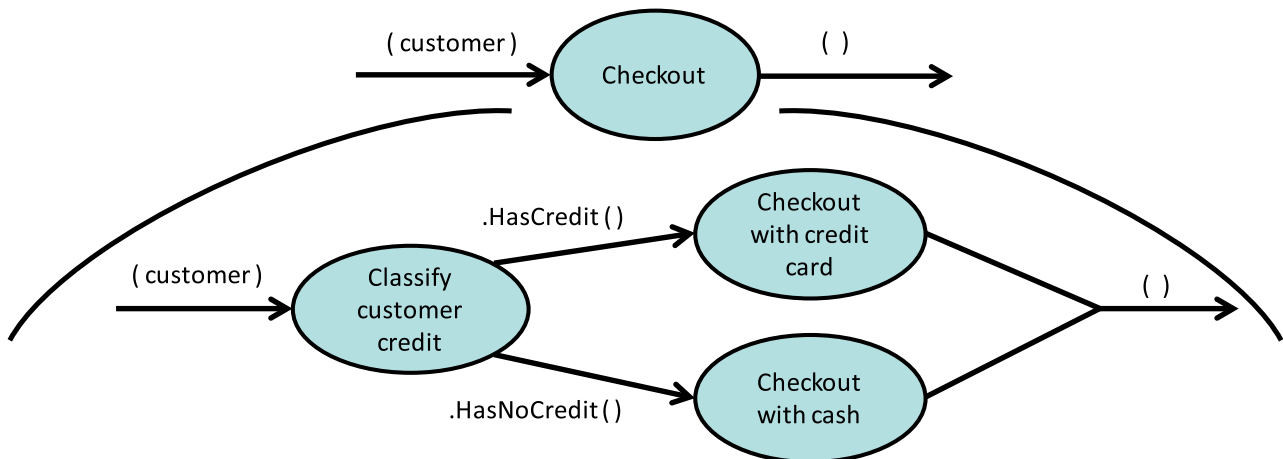 ( customer )
( )
Checkout
.HasCredit ( )
Checkout
with credit
card
( customer )
Classify
customer
credit
( )
.HasNoCredit ( )
Checkout
with cash